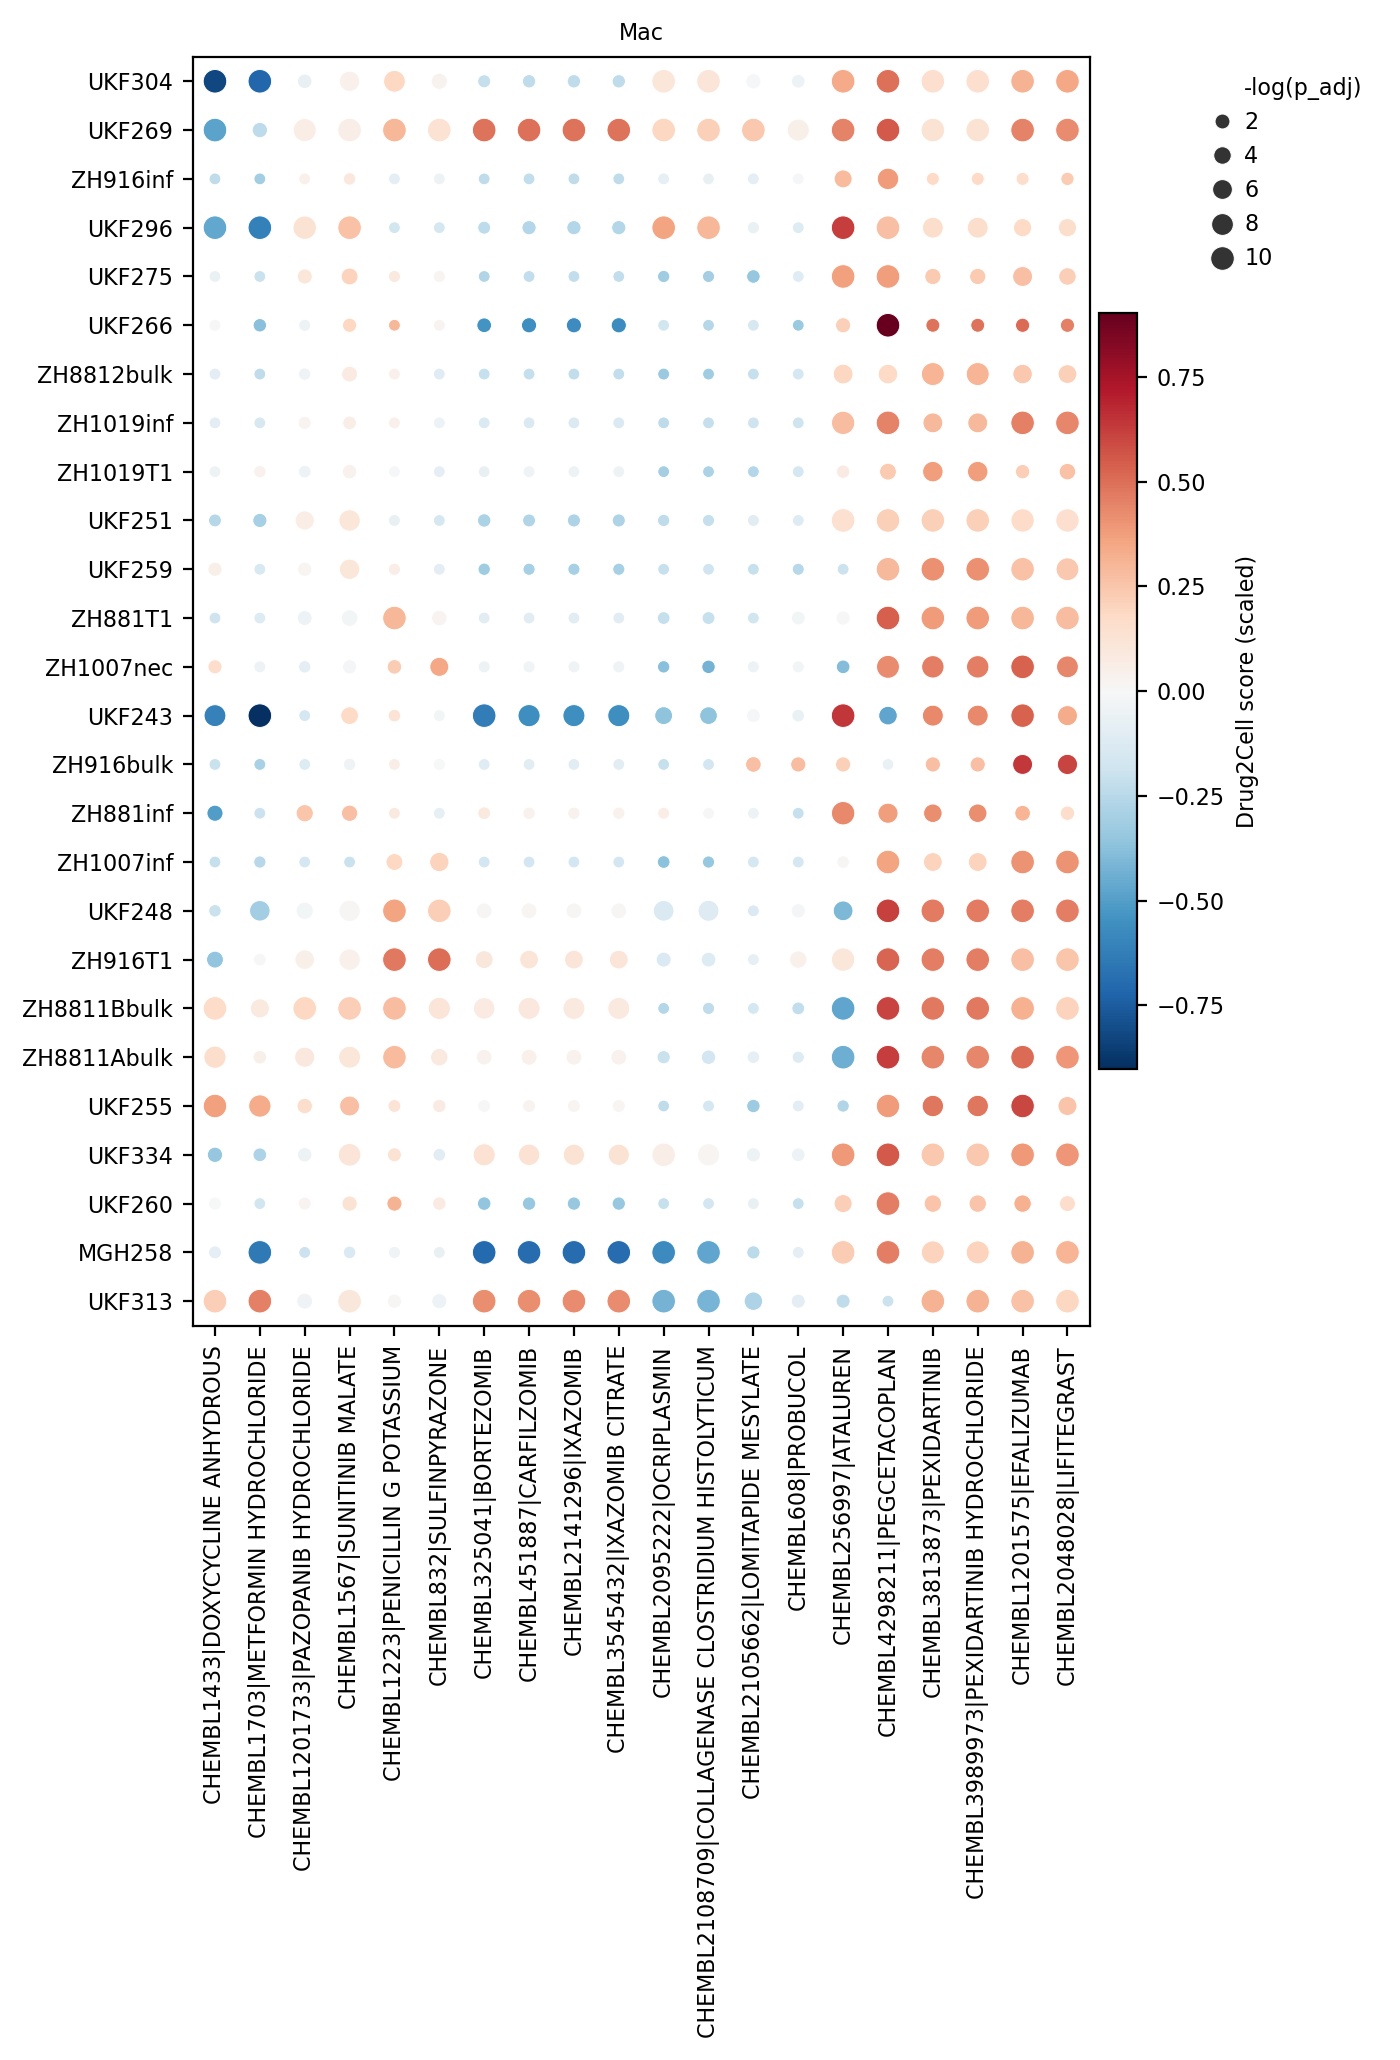 Mac
UKF304
UKF269
ZH916inf
UKF296
UKF275
UKF266
ZH8812bulk
ZH1019inf
ZH1019T1
UKF251
UKF259
ZH881T1
ZH1007nec
UKF243
ZH916bulk
ZH881inf
ZH1007inf
UKF248
ZH916T1
ZH8811Bbulk
ZH8811Abulk
UKF255
UKF334
UKF260
MGH258
UKF313
CHEMBL1433|DOXYCYCLINE ANHYDROUS
CHEMBL1703|METFORMIN HYDROCHLORIDE
CHEMBL1201733|PAZOPANIB HYDROCHLORIDE
CHEMBL1567|SUNITINIB MALATE
CHEMBL1223|PENICILLIN G POTASSIUM
CHEMBL832|SULFINPYRAZONE
CHEMBL325041|BORTEZOMIB
CHEMBL451887|CARFILZOMIB
CHEMBL2141296|IXAZOMIB
CHEMBL3545432|IXAZOMIB CITRATE
CHEMBL2095222|OCRIPLASMIN
CHEMBL2108709|COLLAGENASE CLOSTRIDIUM HISTOLYTICUM
CHEMBL2105662|LOMITAPIDE MESYLATE
CHEMBL608|PROBUCOL
CHEMBL256997|ATALUREN
CHEMBL4298211|PEGCETACOPLAN
CHEMBL3813873|PEXIDARTINIB
CHEMBL3989973|PEXIDARTINIB HYDROCHLORIDE
CHEMBL1201575|EFALIZUMAB
CHEMBL2048028|LIFITEGRAST
-log(p_adj)
2
4
6
8
10
0.75
0.50
0.25
0.00
−0.25
−0.50
−0.75
Drug2Cell score (scaled)